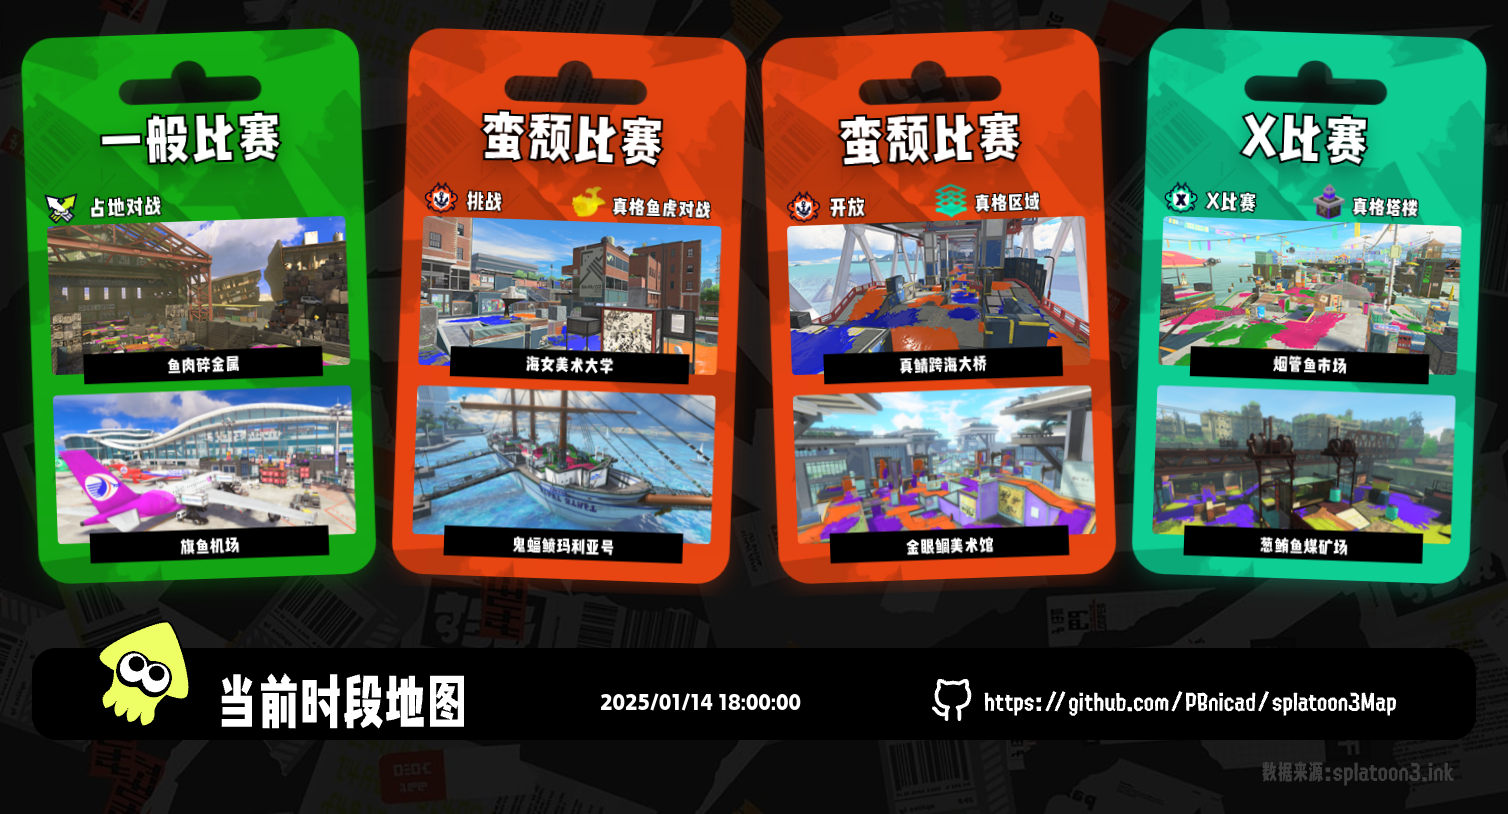 一般比赛
占地对战
鱼肉碎金属
旗鱼机场
蛮颓比赛
挑战
真格鱼虎对战
海女美术大学
鬼蝠鲼玛利亚号
蛮颓比赛
开放
真格区域
真鲭跨海大桥
金眼鲷美术馆
X比赛
X比赛
真格塔楼
烟管鱼市场
葱鲔鱼煤矿场
当前时段地图
2025/01/14 18:00:00
https://github.com/PBnicad/splatoon3Map
数据来源:splatoon3.ink